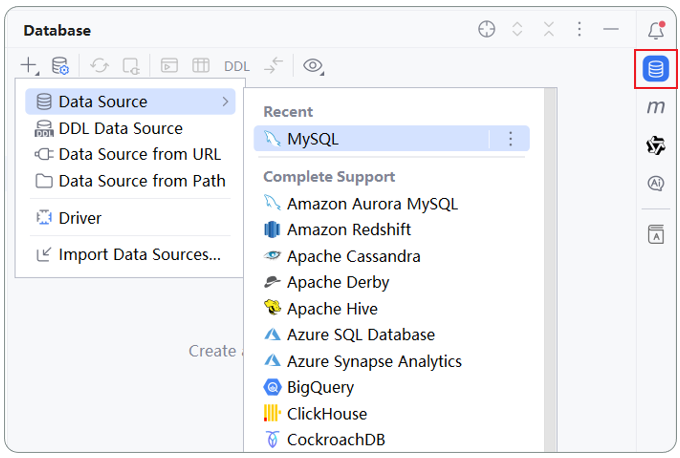 Database
DDL
Data Source
DDL Data Source
Data Source from URL
Data Source from Path
Driver
Import Data Sources...
Create
Recent
MySQL
Complete Support
Amazon Aurora MySQL
Amazon Redshift
Apache Cassandra
Apache Derby
Apache Hive
Azure SQL Database
Azure Synapse Analytics
BigQuery
ClickHouse
CockroachDB
m
Ai
A